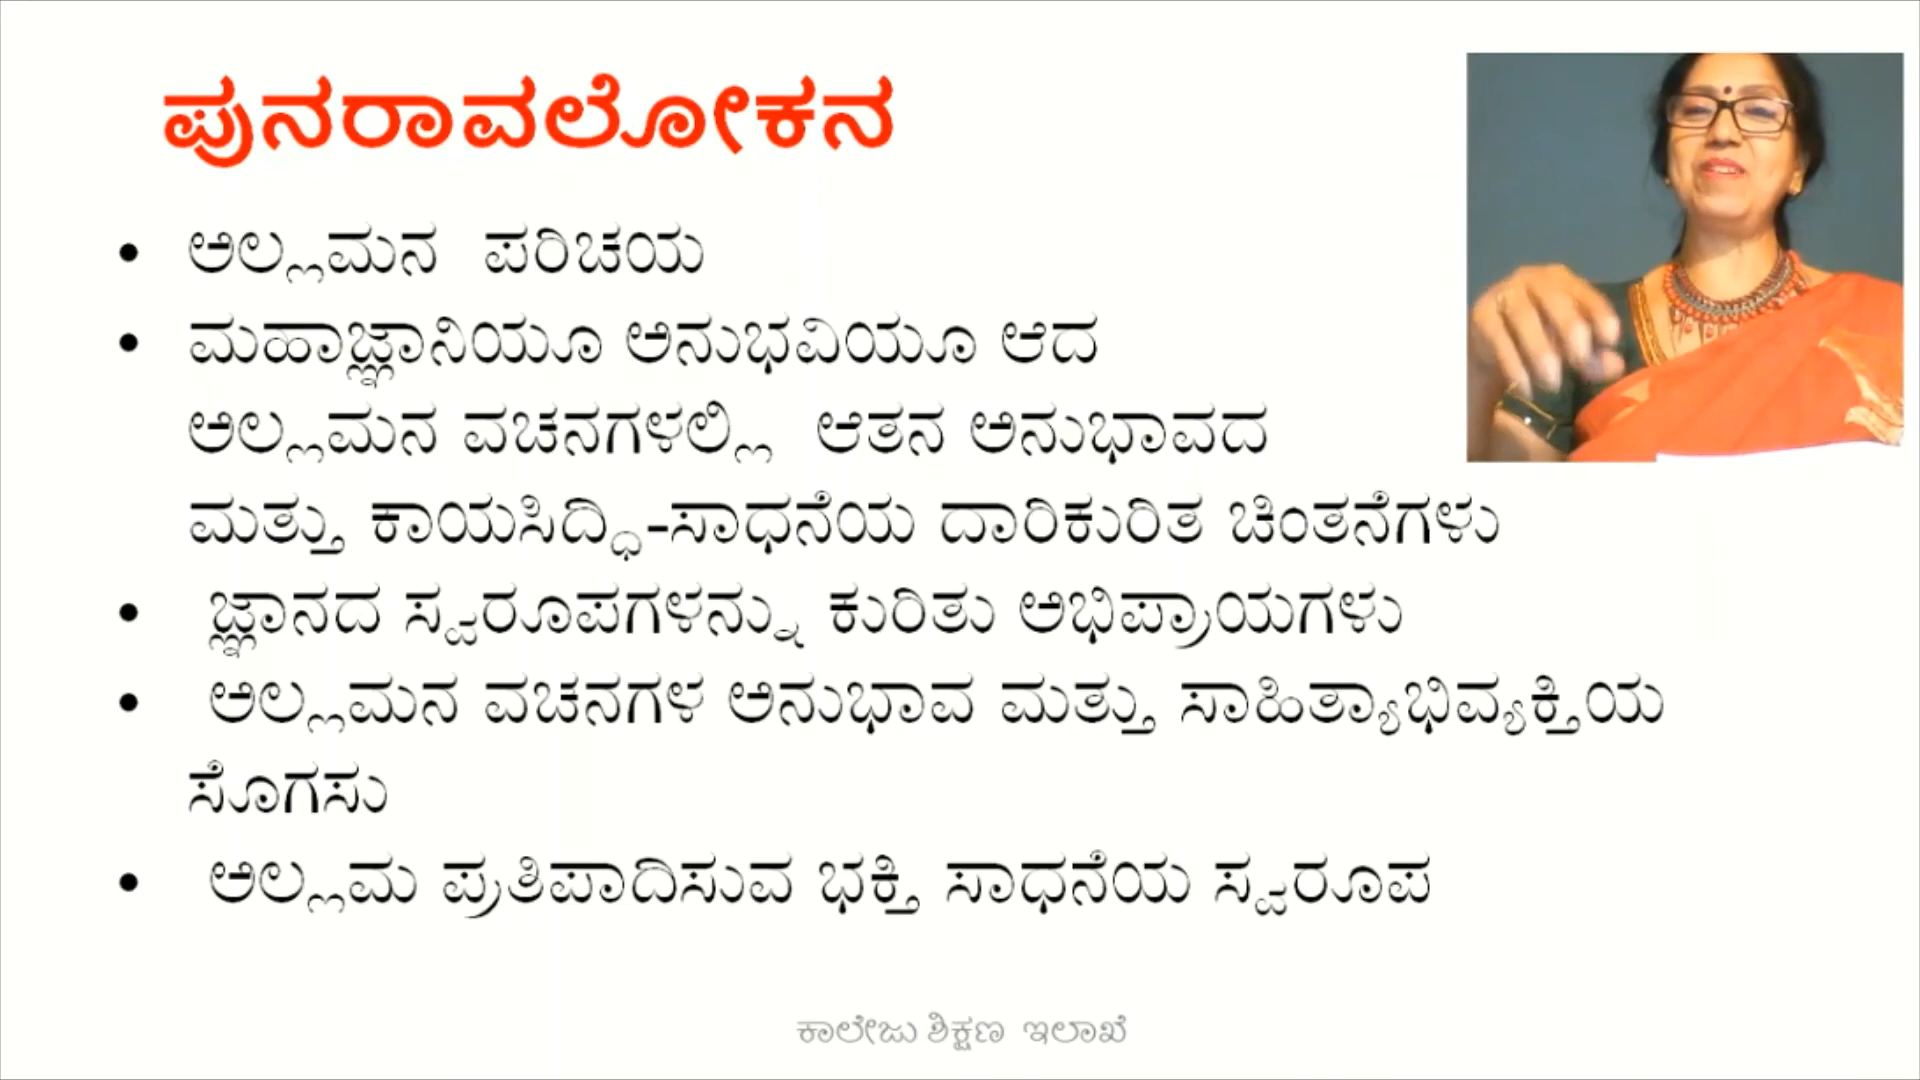 ಪುನರಾವಲೋಕನ
• ಅಲ್ಲಮನ ಪರಿಚಯ
• ಮಹಾಜ್ಞಾನಿಯೂ ಅನುಭವಿಯೂ ಆದ
ಅಲ್ಲಮನ ವಚನಗಳಲ್ಲಿ ಆತನ ಅನುಭಾವದ
ಮತ್ತು ಕಾಯಸಿದ್ಧಿ-ಸಾಧನೆಯ ದಾರಿಕುರಿತ ಚಿಂತನೆಗಳು
• ಜ್ಞಾನದ ಸ್ವರೂಪಗಳನ್ನು ಕುರಿತು ಅಭಿಪ್ರಾಯಗಳು
• ಅಲ್ಲಮನ ವಚನಗಳ ಅನುಭಾವ ಮತ್ತು ಸಾಹಿತ್ಯಾಭಿವ್ಯಕ್ತಿಯ
ಸೊಗಸು
• ಅಲ್ಲಮ ಪ್ರತಿಪಾದಿಸುವ ಭಕ್ತಿ ಸಾಧನೆಯ ಸ್ವರೂಪ
ಕಾಲೇಜು ಶಿಕ್ಷಣ ಇಲಾಖೆ